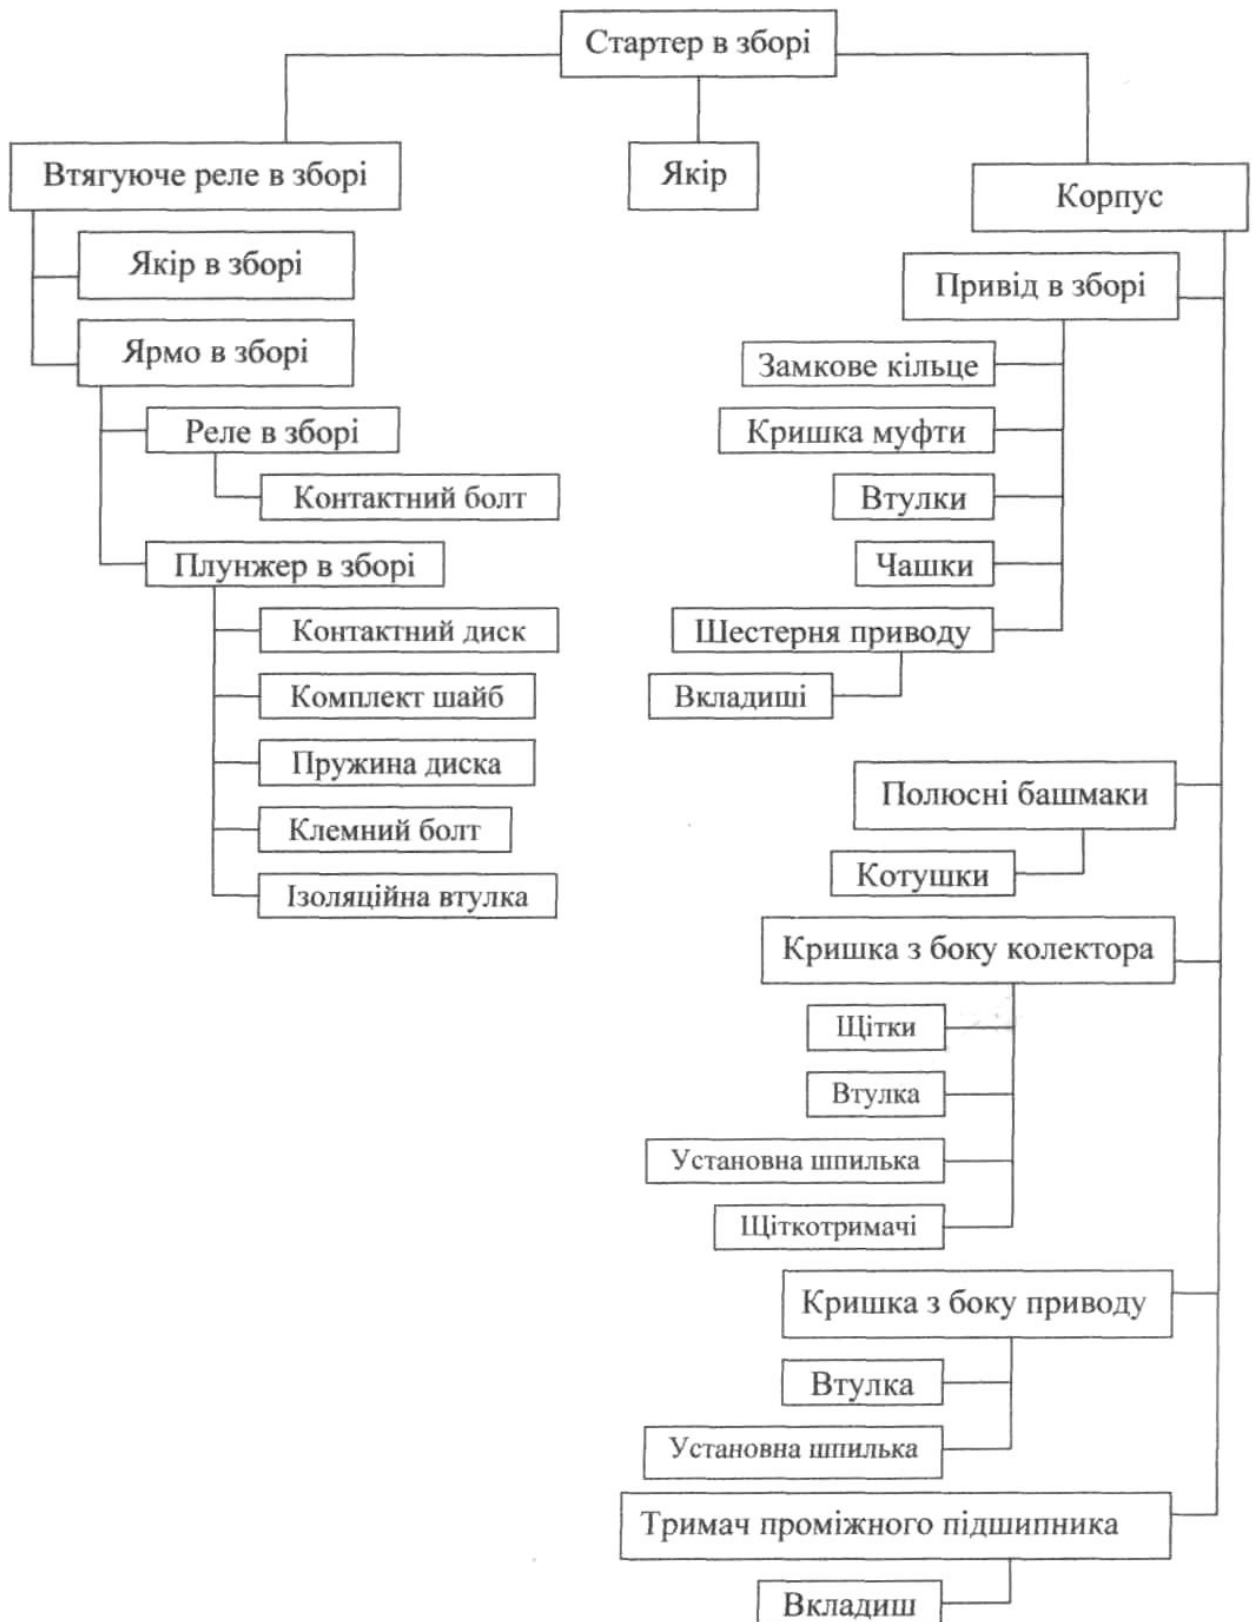 Стартер в зборі
Втягуюче реле в зборі
Якір
Корпус
Якір в зборі
Ярмо в зборі
Реле в зборі
Контактний болт
Плунжер в зборі
Контактний диск
Комплект шайб
Пружина диска
Клемний болт
Ізоляційна втулка
Привід в зборі
Замкове кільце
Кришка муфти
Втулки
Чашки
Шестерня приводу
Вкладиші
Полюсні башмаки
Котушки
Кришка з боку колектора
Щітки
Втулка
Установна шпилька
Щіткотримачі
Кришка з боку приводу
Втулка
Установна шпилька
Тримач проміжного підшипника
Вкладиш